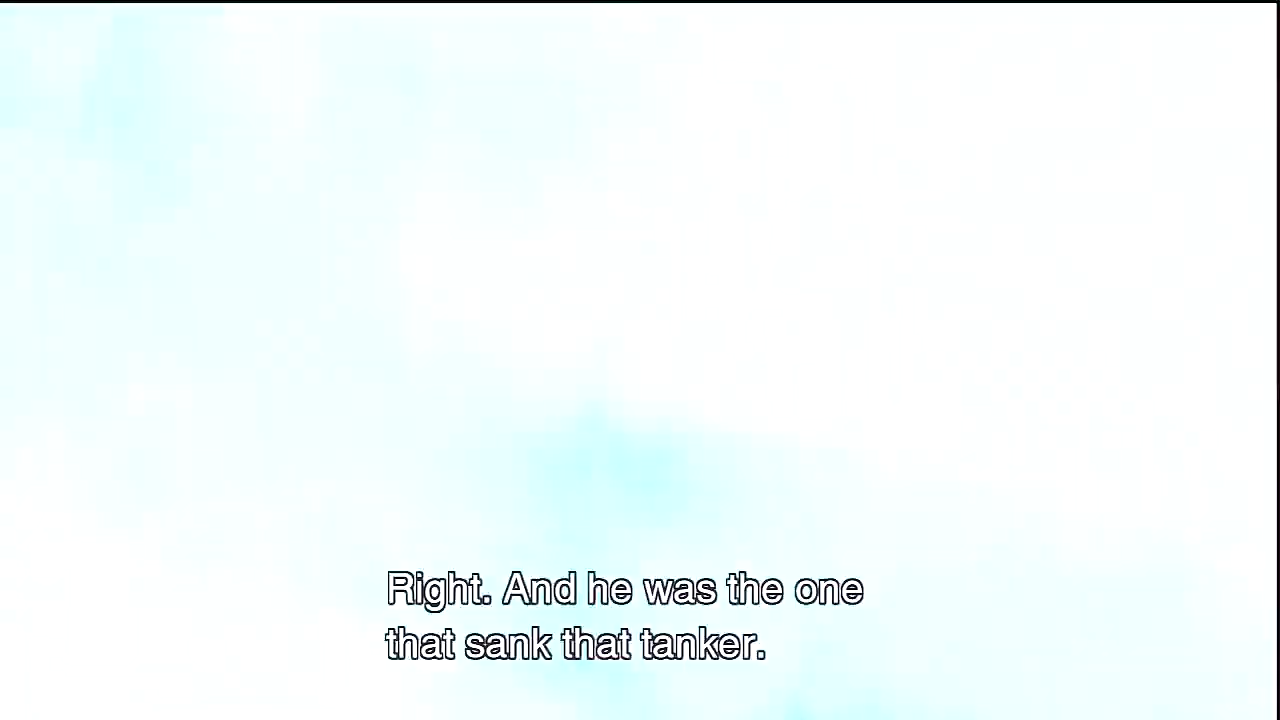 Right. And he was the one
that sank that tanker.